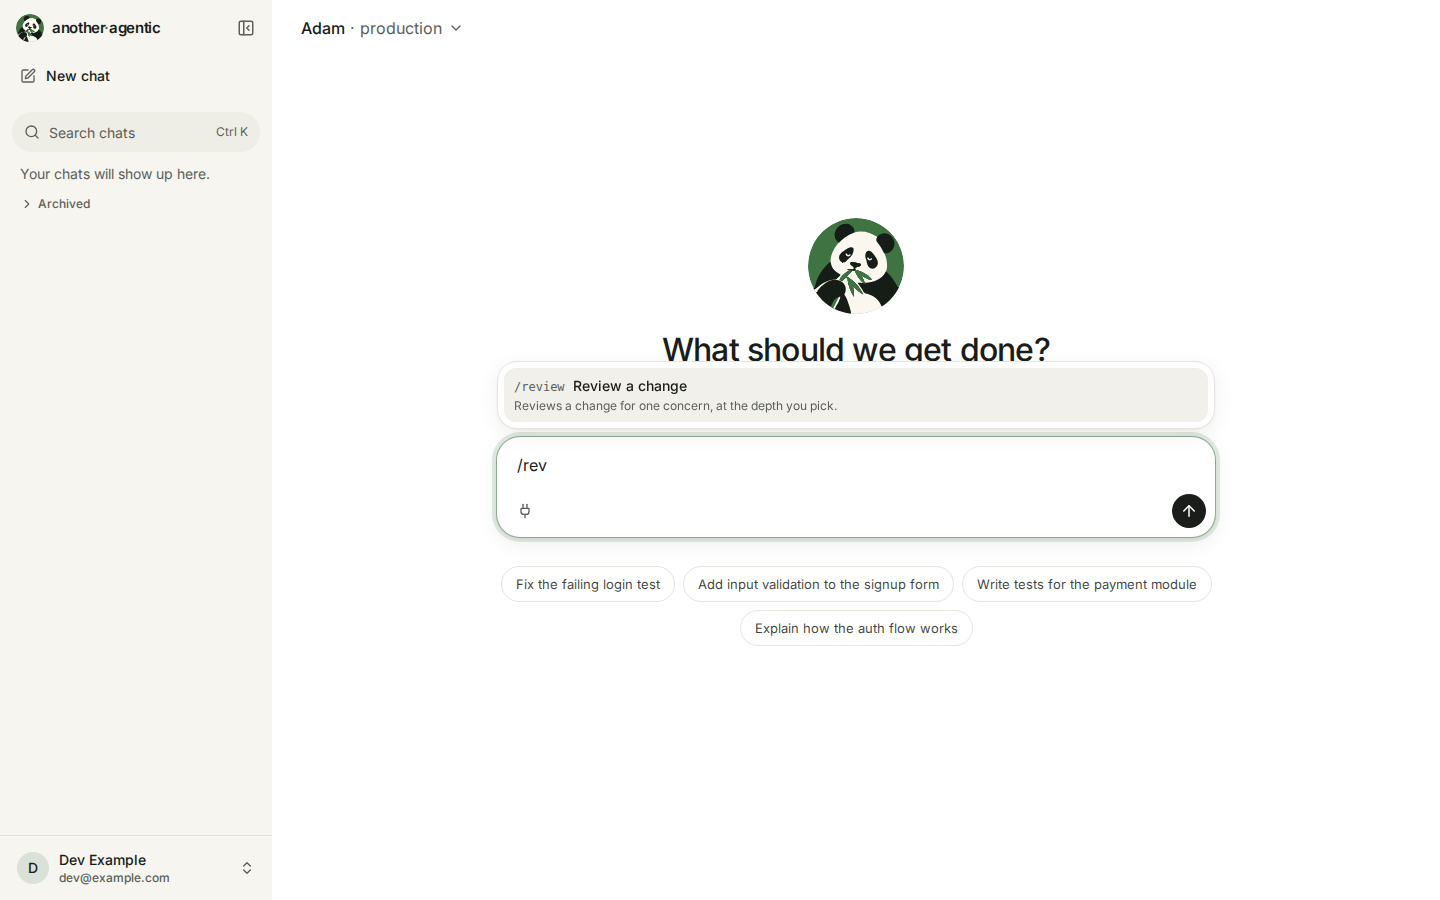 another·agentic
New chat
Search chats Ctrl K
Your chats will show up here.
Archived
Dev Example
D
dev@example.com
Adam · production
What should we get done?
/review Review a change
Reviews a change for one concern, at the depth you pick.
/rev
Fix the failing login test
Add input validation to the signup form
Write tests for the payment module
Explain how the auth flow works